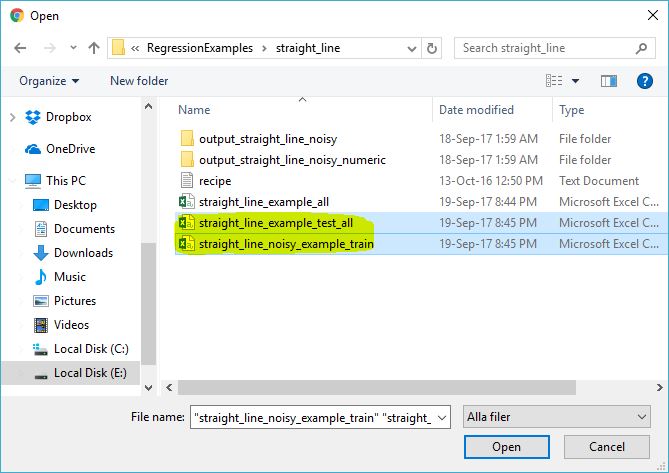 Open
« RegressionExamples › straight_line
Search straight_line
Organize
New folder
Name
Date modified
Type
Dropbox
OneDrive
This PC
Desktop
Documents
Downloads
Music
Pictures
Videos
Local Disk (C:)
Local Disk (E:)
output_straight_line_noisy 18-Sep-17 1:59 AM File folder
output_straight_line_noisy_numeric 18-Sep-17 1:59 AM File folder
recipe 13-Oct-16 12:50 PM Text Document
straight_line_example_all 19-Sep-17 8:44 PM Microsoft Excel C...
straight_line_example_test_all 19-Sep-17 8:45 PM Microsoft Excel C...
straight_line_noisy_example_train 19-Sep-17 8:45 PM Microsoft Excel C...
File name: "straight_line_noisy_example_train" "straight_
Alla filer
Open
Cancel